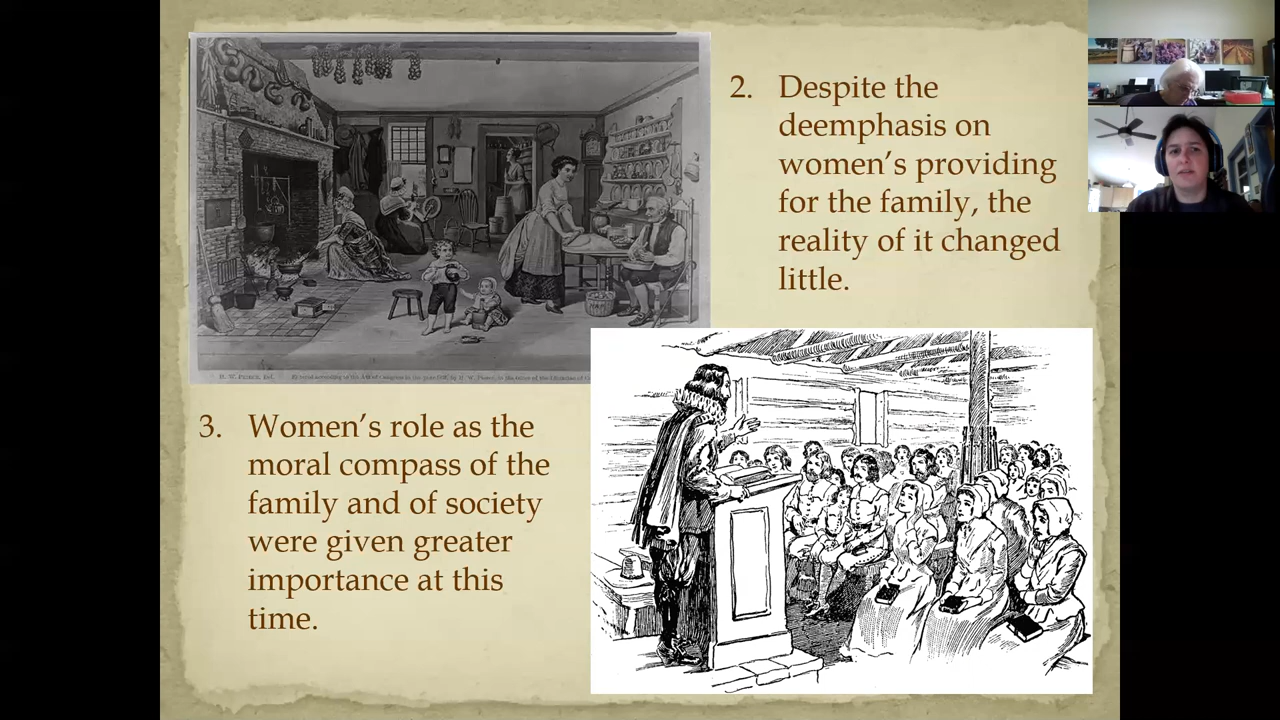 2. Despite the
deemphasis on
women’s providing
for the family, the
reality of it changed
little.
3. Women’s role as the
moral compass of the
family and of society
were given greater
importance at this
time.